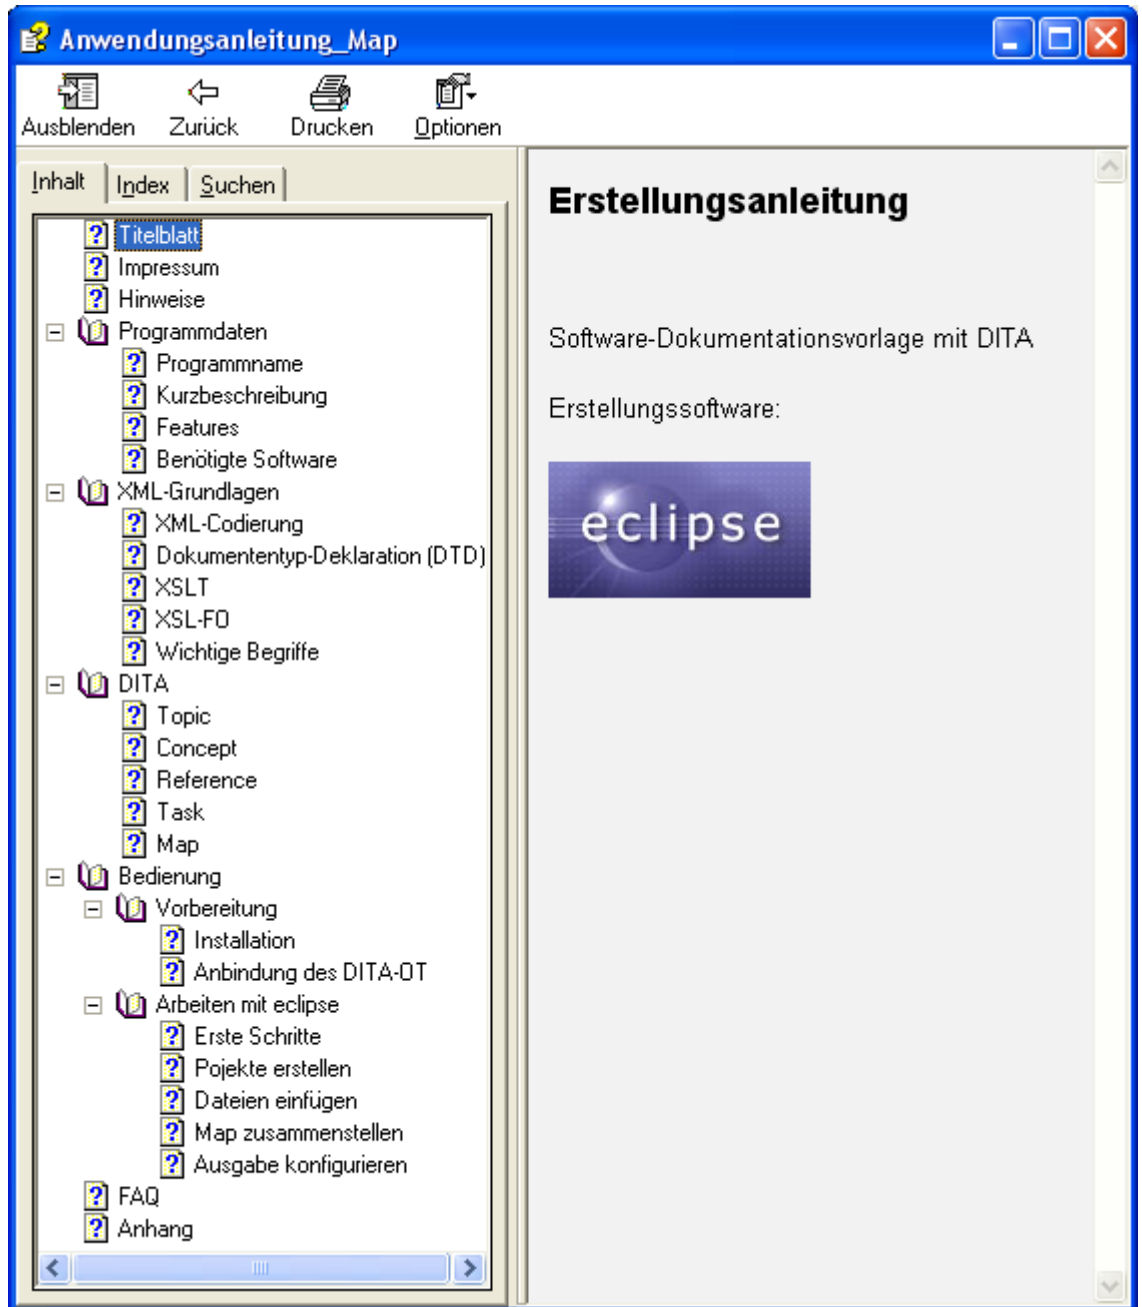 Anwendungsanleitung_Map
Ausblenden Zurück Drucken Optionen
Inhalt Index Suchen
Titelblatt
Impressum
Hinweise
Programmdaten
Programmname
Kurzbeschreibung
Features
Benötigte Software
XML-Grundlagen
XML-Codierung
Dokumententyp-Deklaration (DTD)
XSLT
XSL-FO
Wichtige Begriffe
DITA
Topic
Concept
Reference
Task
Map
Bedienung
Vorbereitung
Installation
Anbindung des DITA-OT
Arbeiten mit eclipse
Erste Schritte
Pojekte erstellen
Dateien einfügen
Map zusammenstellen
Ausgabe konfigurieren
FAQ
Anhang
Erstellungsanleitung
Software-Dokumentationsvorlage mit DITA
Erstellungssoftware:
eclipse